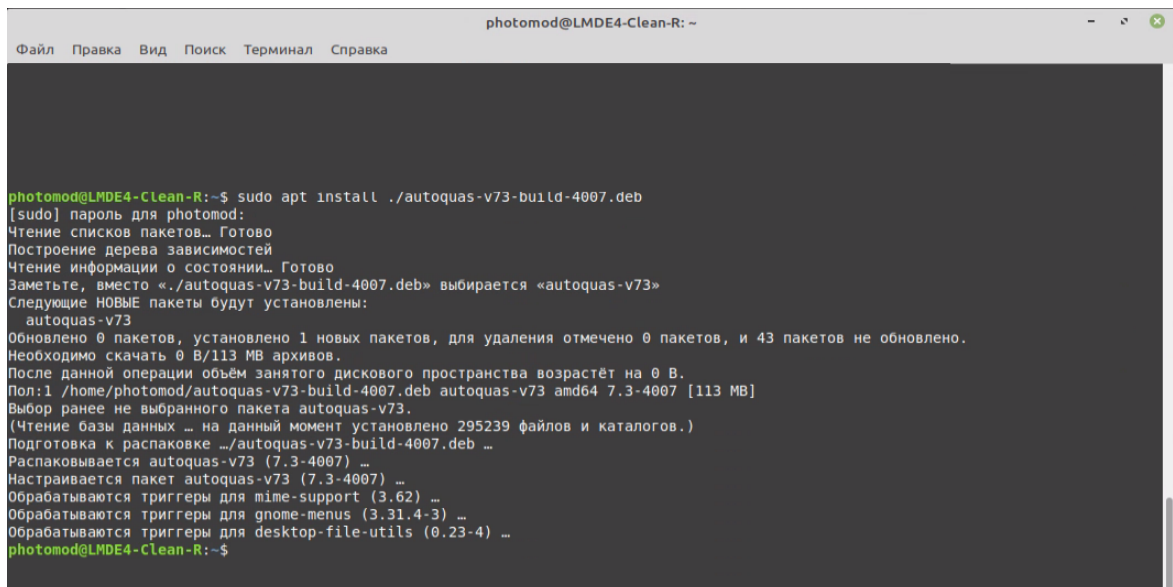 photomod@LMDE4-Clean-R: ~
Файл Правка Вид Поиск Терминал Справка
photomod@LMDE4-Clean-R:~$ sudo apt install ./autoquas-v73-build-4007.deb
[sudo] пароль для photomod:
Чтение списков пакетов… Готово
Построение дерева зависимостей
Чтение информации о состоянии… Готово
Заметьте, вместо «./autoquas-v73-build-4007.deb» выбирается «autoquas-v73»
Следующие НОВЫЕ пакеты будут установлены:
  autoquas-v73
Обновлено 0 пакетов, установлено 1 новых пакетов, для удаления отмечено 0 пакетов, и 43 пакетов не обновлено.
Необходимо скачать 0 B/113 MB архивов.
После данной операции объём занятого дискового пространства возрастёт на 0 B.
Пол:1 /home/photomod/autoquas-v73-build-4007.deb autoquas-v73 amd64 7.3-4007 [113 MB]
Выбор ранее не выбранного пакета autoquas-v73.
(Чтение базы данных … на данный момент установлено 295239 файлов и каталогов.)
Подготовка к распаковке …/autoquas-v73-build-4007.deb …
Распаковывается autoquas-v73 (7.3-4007) …
Настраивается пакет autoquas-v73 (7.3-4007) …
Обрабатываются триггеры для mime-support (3.62) …
Обрабатываются триггеры для gnome-menus (3.31.4-3) …
Обрабатываются триггеры для desktop-file-utils (0.23-4) …
photomod@LMDE4-Clean-R:~$